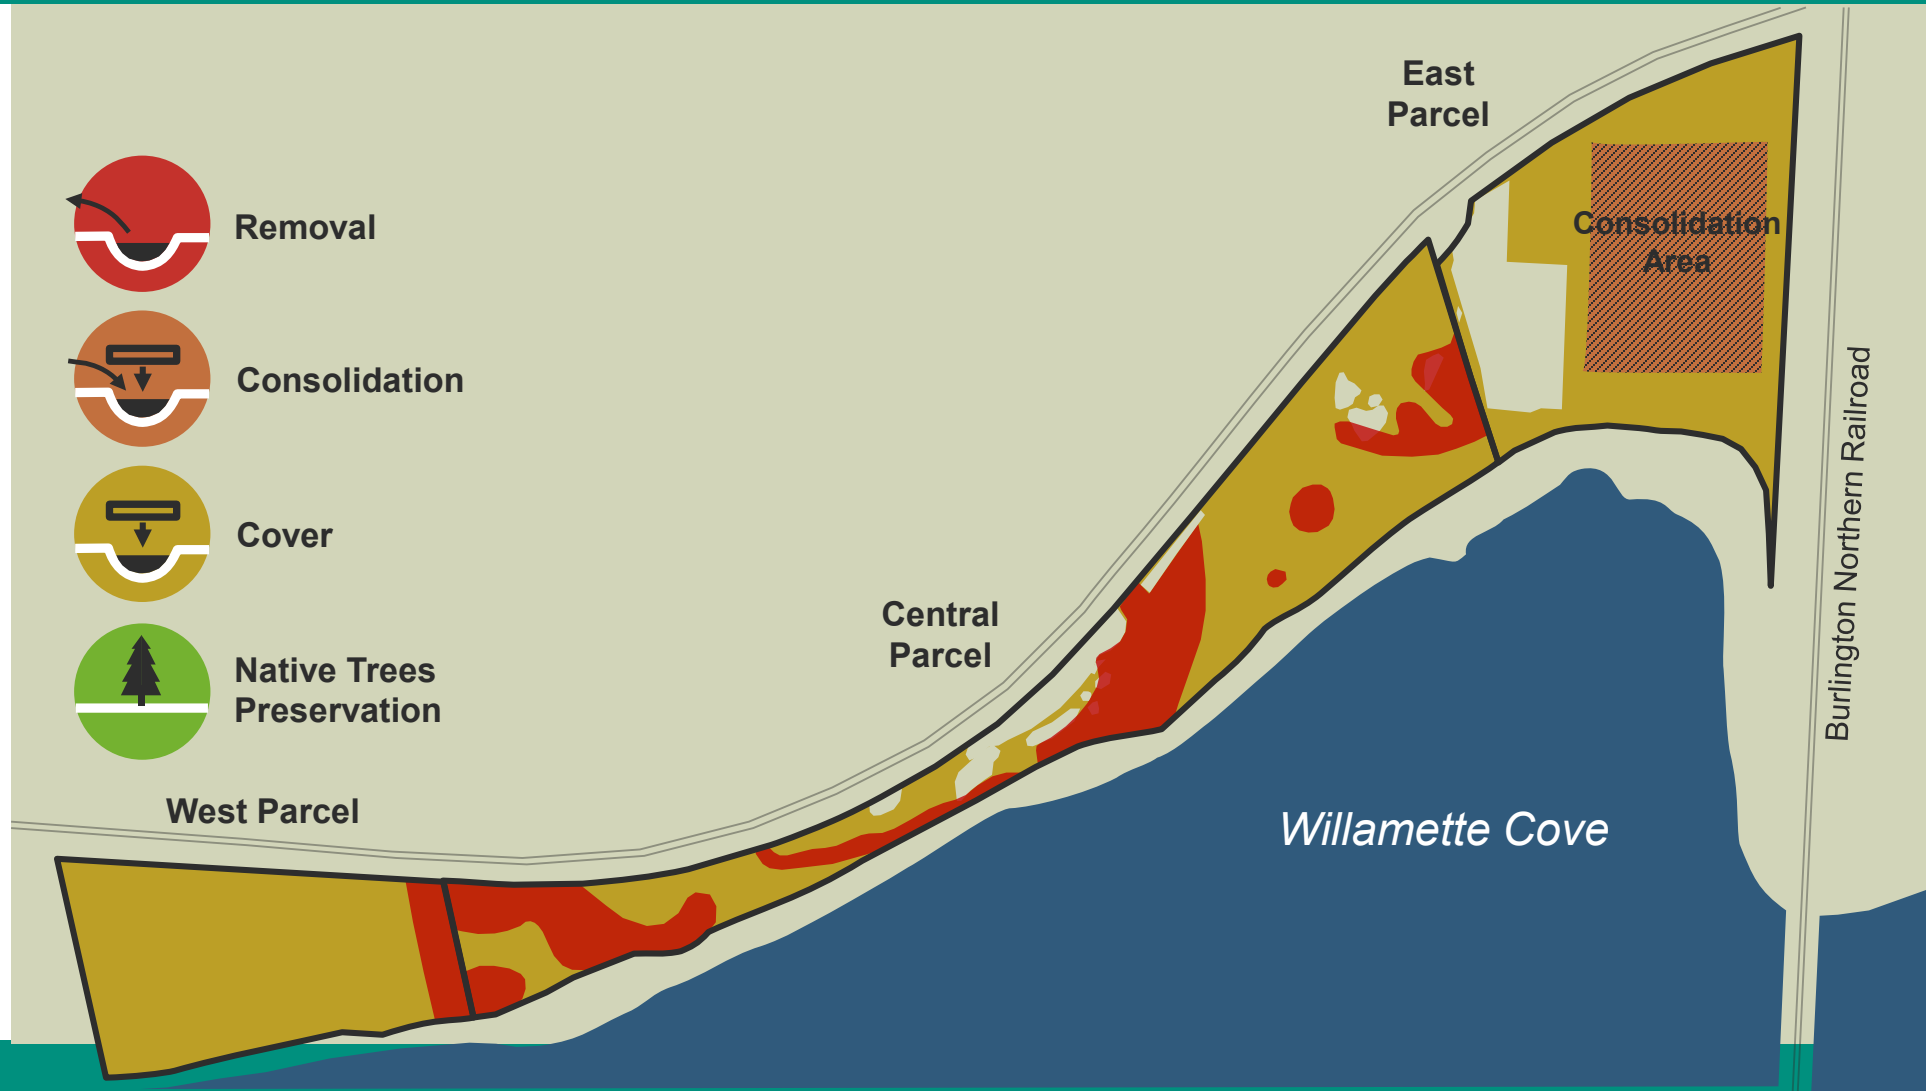 East
Parcel
Consolidation
Area
Removal
Consolidation
Cover
Native Trees
Preservation
Central
Parcel
West Parcel
Willamette Cove
Burlington Northern Railroad